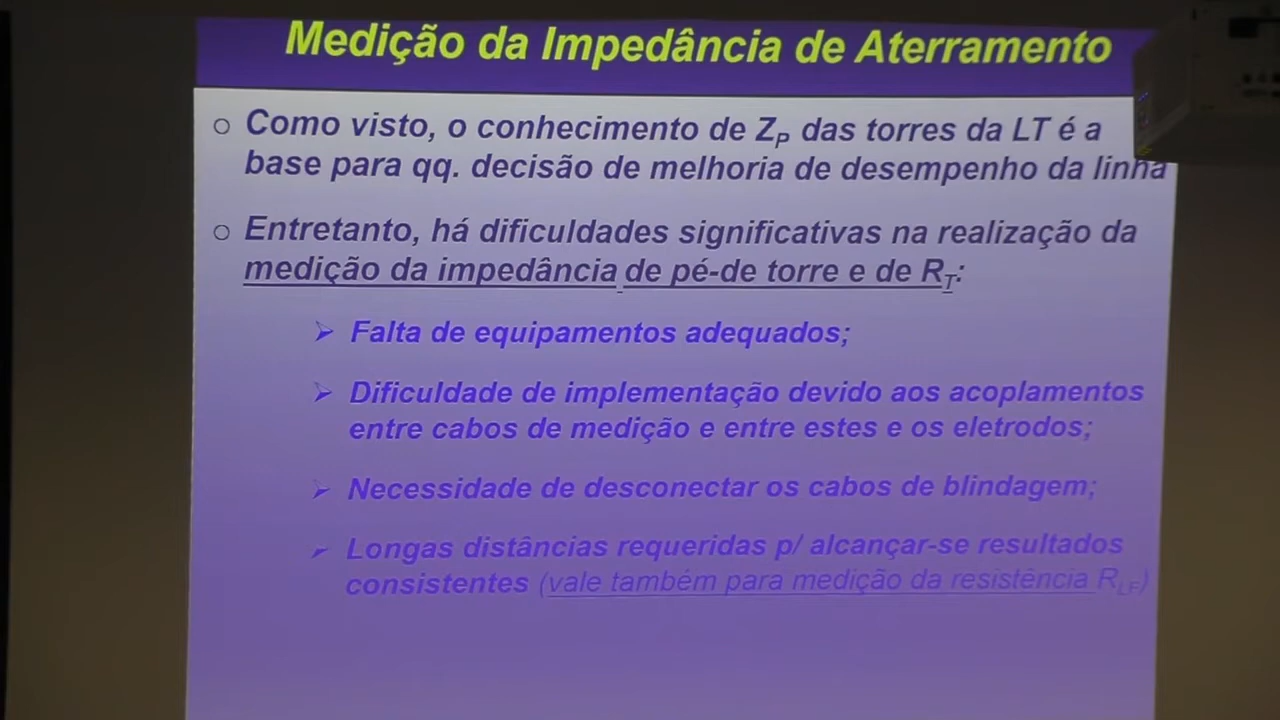 Medição da Impedância de Aterramento
Como visto, o conhecimento de ZP das torres da LT é a
base para qq. decisão de melhoria de desempenho da linha
Entretanto, há dificuldades significativas na realização da
medição da impedância de pé-de torre e de RT:
Falta de equipamentos adequados;
Dificuldade de implementação devido aos acoplamentos
entre cabos de medição e entre estes e os eletrodos;
Necessidade de desconectar os cabos de blindagem;
Longas distâncias requeridas p/ alcançar-se resultados
consistentes (vale também para medição da resistência RLF)